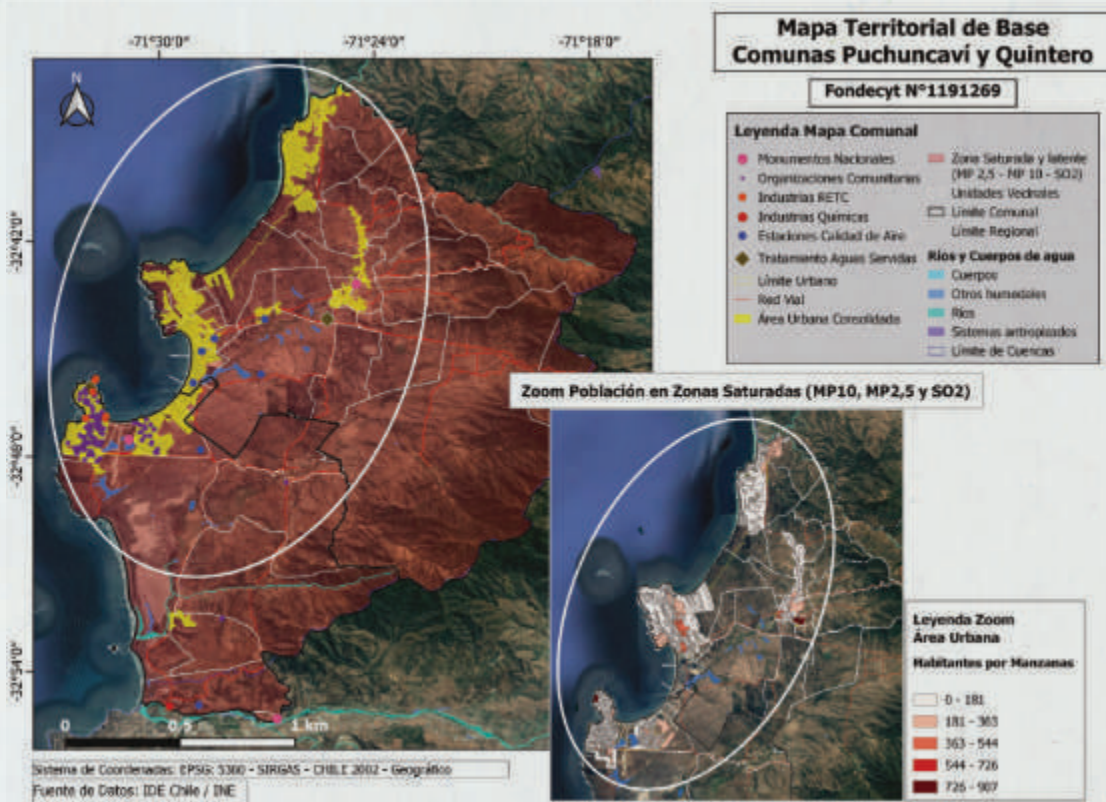 Mapa Territorial de Base
Comunas Puchuncaví y Quintero
Fondecyt N°1191269
-71°30'0"
-71°24'0"
-71°18'0"
N
-32°42'0"
-32°48'0"
-32°54'0"
Leyenda Mapa Comunal
Monumentos Nacionales
Organizaciones Comunitarias
Industrias RETC
Industrias Químicas
Estaciones Calidad de Aire
Tratamiento Aguas Servidas
Límite Urbano
Red Vial
Área Urbana Consolidada
Zona Saturada y latente
(MP 2,5 - MP 10 - SO2)
Unidades Vecinales
Límite Comunal
Límite Regional
Ríos y Cuerpos de agua
Cuerpos
Otros humedales
Ríos
Sistemas antropizados
Límite de Cuencas
Zoom Población en Zonas Saturadas (MP10, MP2,5 y SO2)
Leyenda Zoom
Área Urbana
Habitantes por Manzanas
0 - 181
181 - 363
363 - 544
544 - 726
726 - 907
0 0,5 1 km
Sistema de Coordenadas: EPSG: 5360 - SIRGAS - CHILE 2002 - Geográfico
Fuente de Datos: IDE Chile / INE